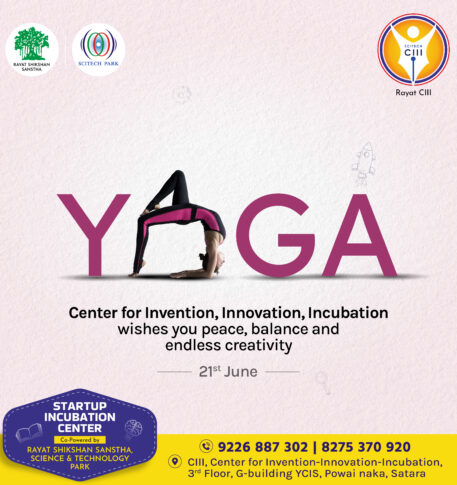 RAYAT SHIKSHAN
SANSTHA
SCITECH PARK
SCITECH
CIII
Rayat CIII
Y GA
Center for Invention, Innovation, Incubation
wishes you peace, balance and
endless creativity
21st June
STARTUP
INCUBATION
CENTER
Co-Powered by
RAYAT SHIKSHAN SANSTHA,
SCIENCE & TECHNOLOGY
PARK
9226 887 302 | 8275 370 920
CIII, Center for Invention-Innovation-Incubation,
3rd Floor, G-building YCIS, Powai naka, Satara